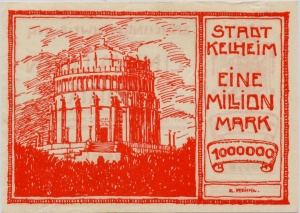 STADT
KELHEIM
EINE
MILLION
MARK
1000000